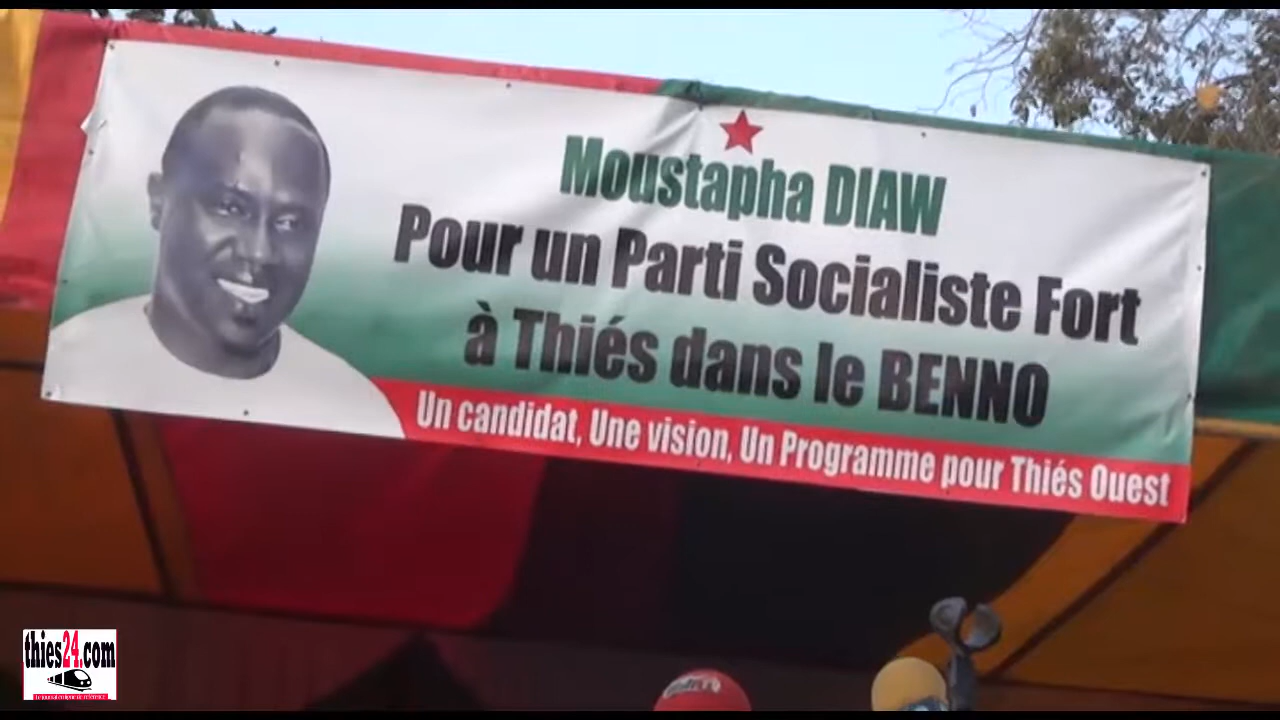 Moustapha DIAW
Pour un Parti Socialiste Fort
à Thiés dans le BENNO
Un candidat, Une vision, Un Programme pour Thiés Ouest
thies24.com